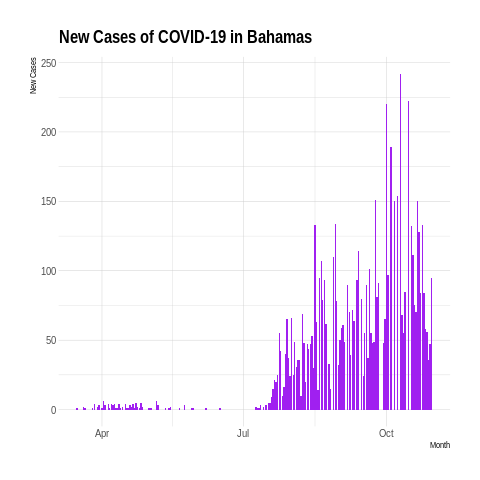 New Cases of COVID-19 in Bahamas
New Cases
250
200
150
100
50
0
Apr
Jul
Oct
Month